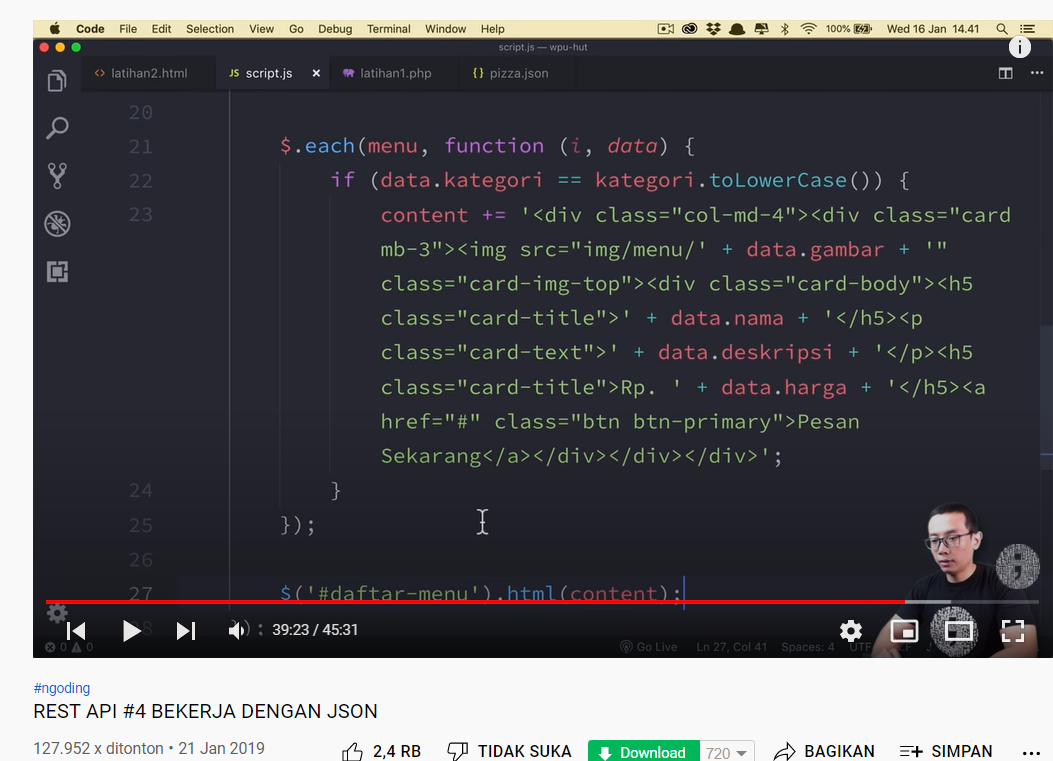 Code File Edit Selection View Go Debug Terminal Window Help 100% Wed 16 Jan 14.41
script.js — wpu-hut
<> latihan2.html JS script.js × latihan1.php {} pizza.json
20
21 $.each(menu, function (i, data) {
22 if (data.kategori == kategori.toLowerCase()) {
23 content += '<div class="col-md-4"><div class="card
mb-3"><img src="img/menu/' + data.gambar + '"
class="card-img-top"><div class="card-body"><h5
class="card-title">' + data.nama + '</h5><p
class="card-text">' + data.deskripsi + '</p><h5
class="card-title">Rp. ' + data.harga + '</h5><a
href="#" class="btn btn-primary">Pesan
Sekarang</a></div></div></div>';
24 }
25 });
26
27 $('#daftar-menu').html(content);
39:23 / 45:31
0 0 Go Live Ln 27, Col 41 Spaces: 4
#ngoding
REST API #4 BEKERJA DENGAN JSON
127.952 x ditonton • 21 Jan 2019 2,4 RB TIDAK SUKA Download 720 BAGIKAN SIMPAN